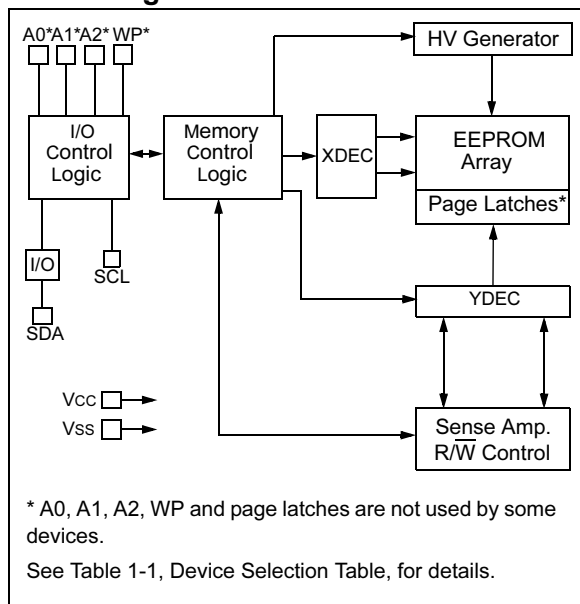 A0*A1*A2* WP*
HV Generator
I/O
Control
Logic
Memory
Control
Logic
XDEC
EEPROM
Array
Page Latches*
I/O
SCL
SDA
YDEC
VCC
VSS
Sense Amp.
R/W̅ Control
* A0, A1, A2, WP and page latches are not used by some
devices.
See Table 1-1, Device Selection Table, for details.